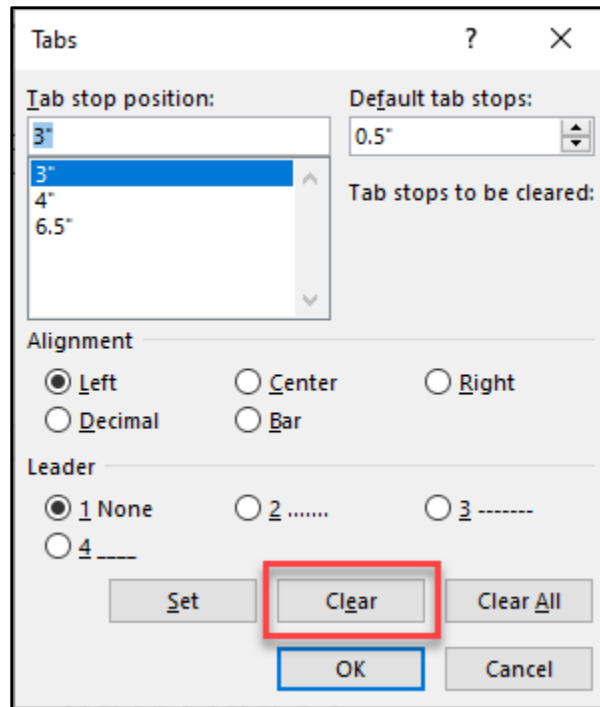 Tabs ?
Tab stop position: Default tab stops:
3" 0.5"
3" Tab stops to be cleared:
4"
6.5"
Alignment
Left Center Right
Decimal Bar
Leader
1 None 2 ....... 3 -------
4 ___
Set Clear Clear All
OK Cancel